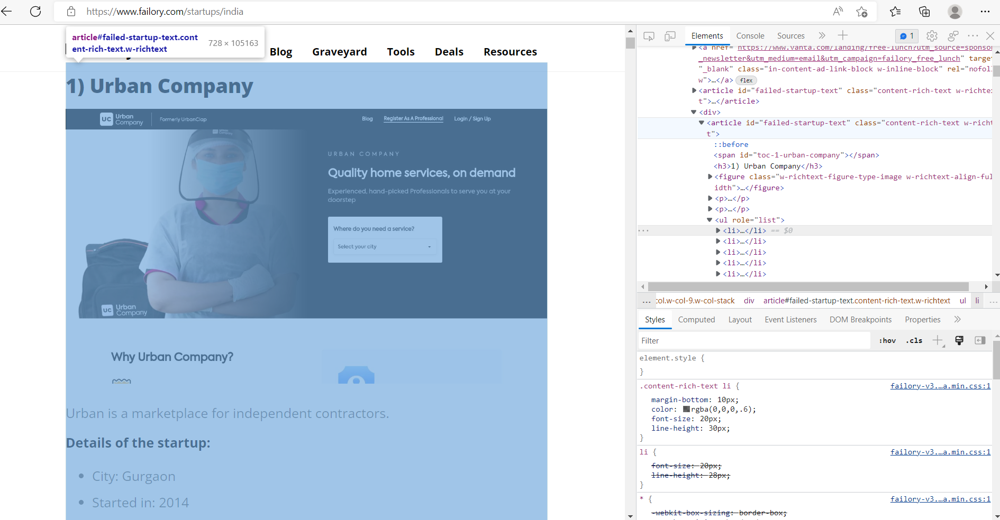 https://www.failory.com/startups/india
article#failed-startup-text.cont
ent-rich-text.w-richtext
728 × 105163
Blog
Graveyard
Tools
Deals
Resources
1) Urban Company
UC Urban Company
Formerly UrbanClap
Blog
Register As A Professional
Login / Sign Up
URBAN COMPANY
Quality home services, on demand
Experienced, hand-picked Professionals to serve you at your
doorstep
Where do you need a service?
Select your city
UC Urban Company
Why Urban Company?
Urban is a marketplace for independent contractors.
Details of the startup:
City: Gurgaon
Started in: 2014
Elements
Console
Sources
1
<a href="https://www.vanta.com/landing/free-lunch?utm_source=sponso
_newsletter&utm_medium=email&utm_campaign=failory_free_lunch" target
"_blank" class="in-content-ad-link-block w-inline-block" rel="nofoll
w">…</a> flex
<article id="failed-startup-text" class="content-rich-text w-richtex
t">…</article>
<div>
<article id="failed-startup-text" class="content-rich-text w-richt
t">
::before
<span id="toc-1-urban-company"></span>
<h3>1) Urban Company</h3>
<figure class="w-richtext-figure-type-image w-richtext-align-ful
idth">…</figure>
<p>…</p>
<p>…</p>
<ul role="list">
<li>…</li> == $0
<li>…</li>
<li>…</li>
<li>…</li>
<li>…</li>
... col.w-col-9.w-col-stack div article#failed-startup-text.content-rich-text.w-richtext ul li ...
Styles
Computed
Layout
Event Listeners
DOM Breakpoints
Properties
Filter
:hov
.cls
element.style {
}
.content-rich-text li {
failory-v3.…a.min.css:1
margin-bottom: 10px;
color: rgba(0,0,0,.6);
font-size: 20px;
line-height: 30px;
}
li {
failory-v3.…a.min.css:1
font-size: 20px;
line-height: 28px;
}
* {
failory-v3.…a.min.css:1
-webkit-box-sizing: border-box;